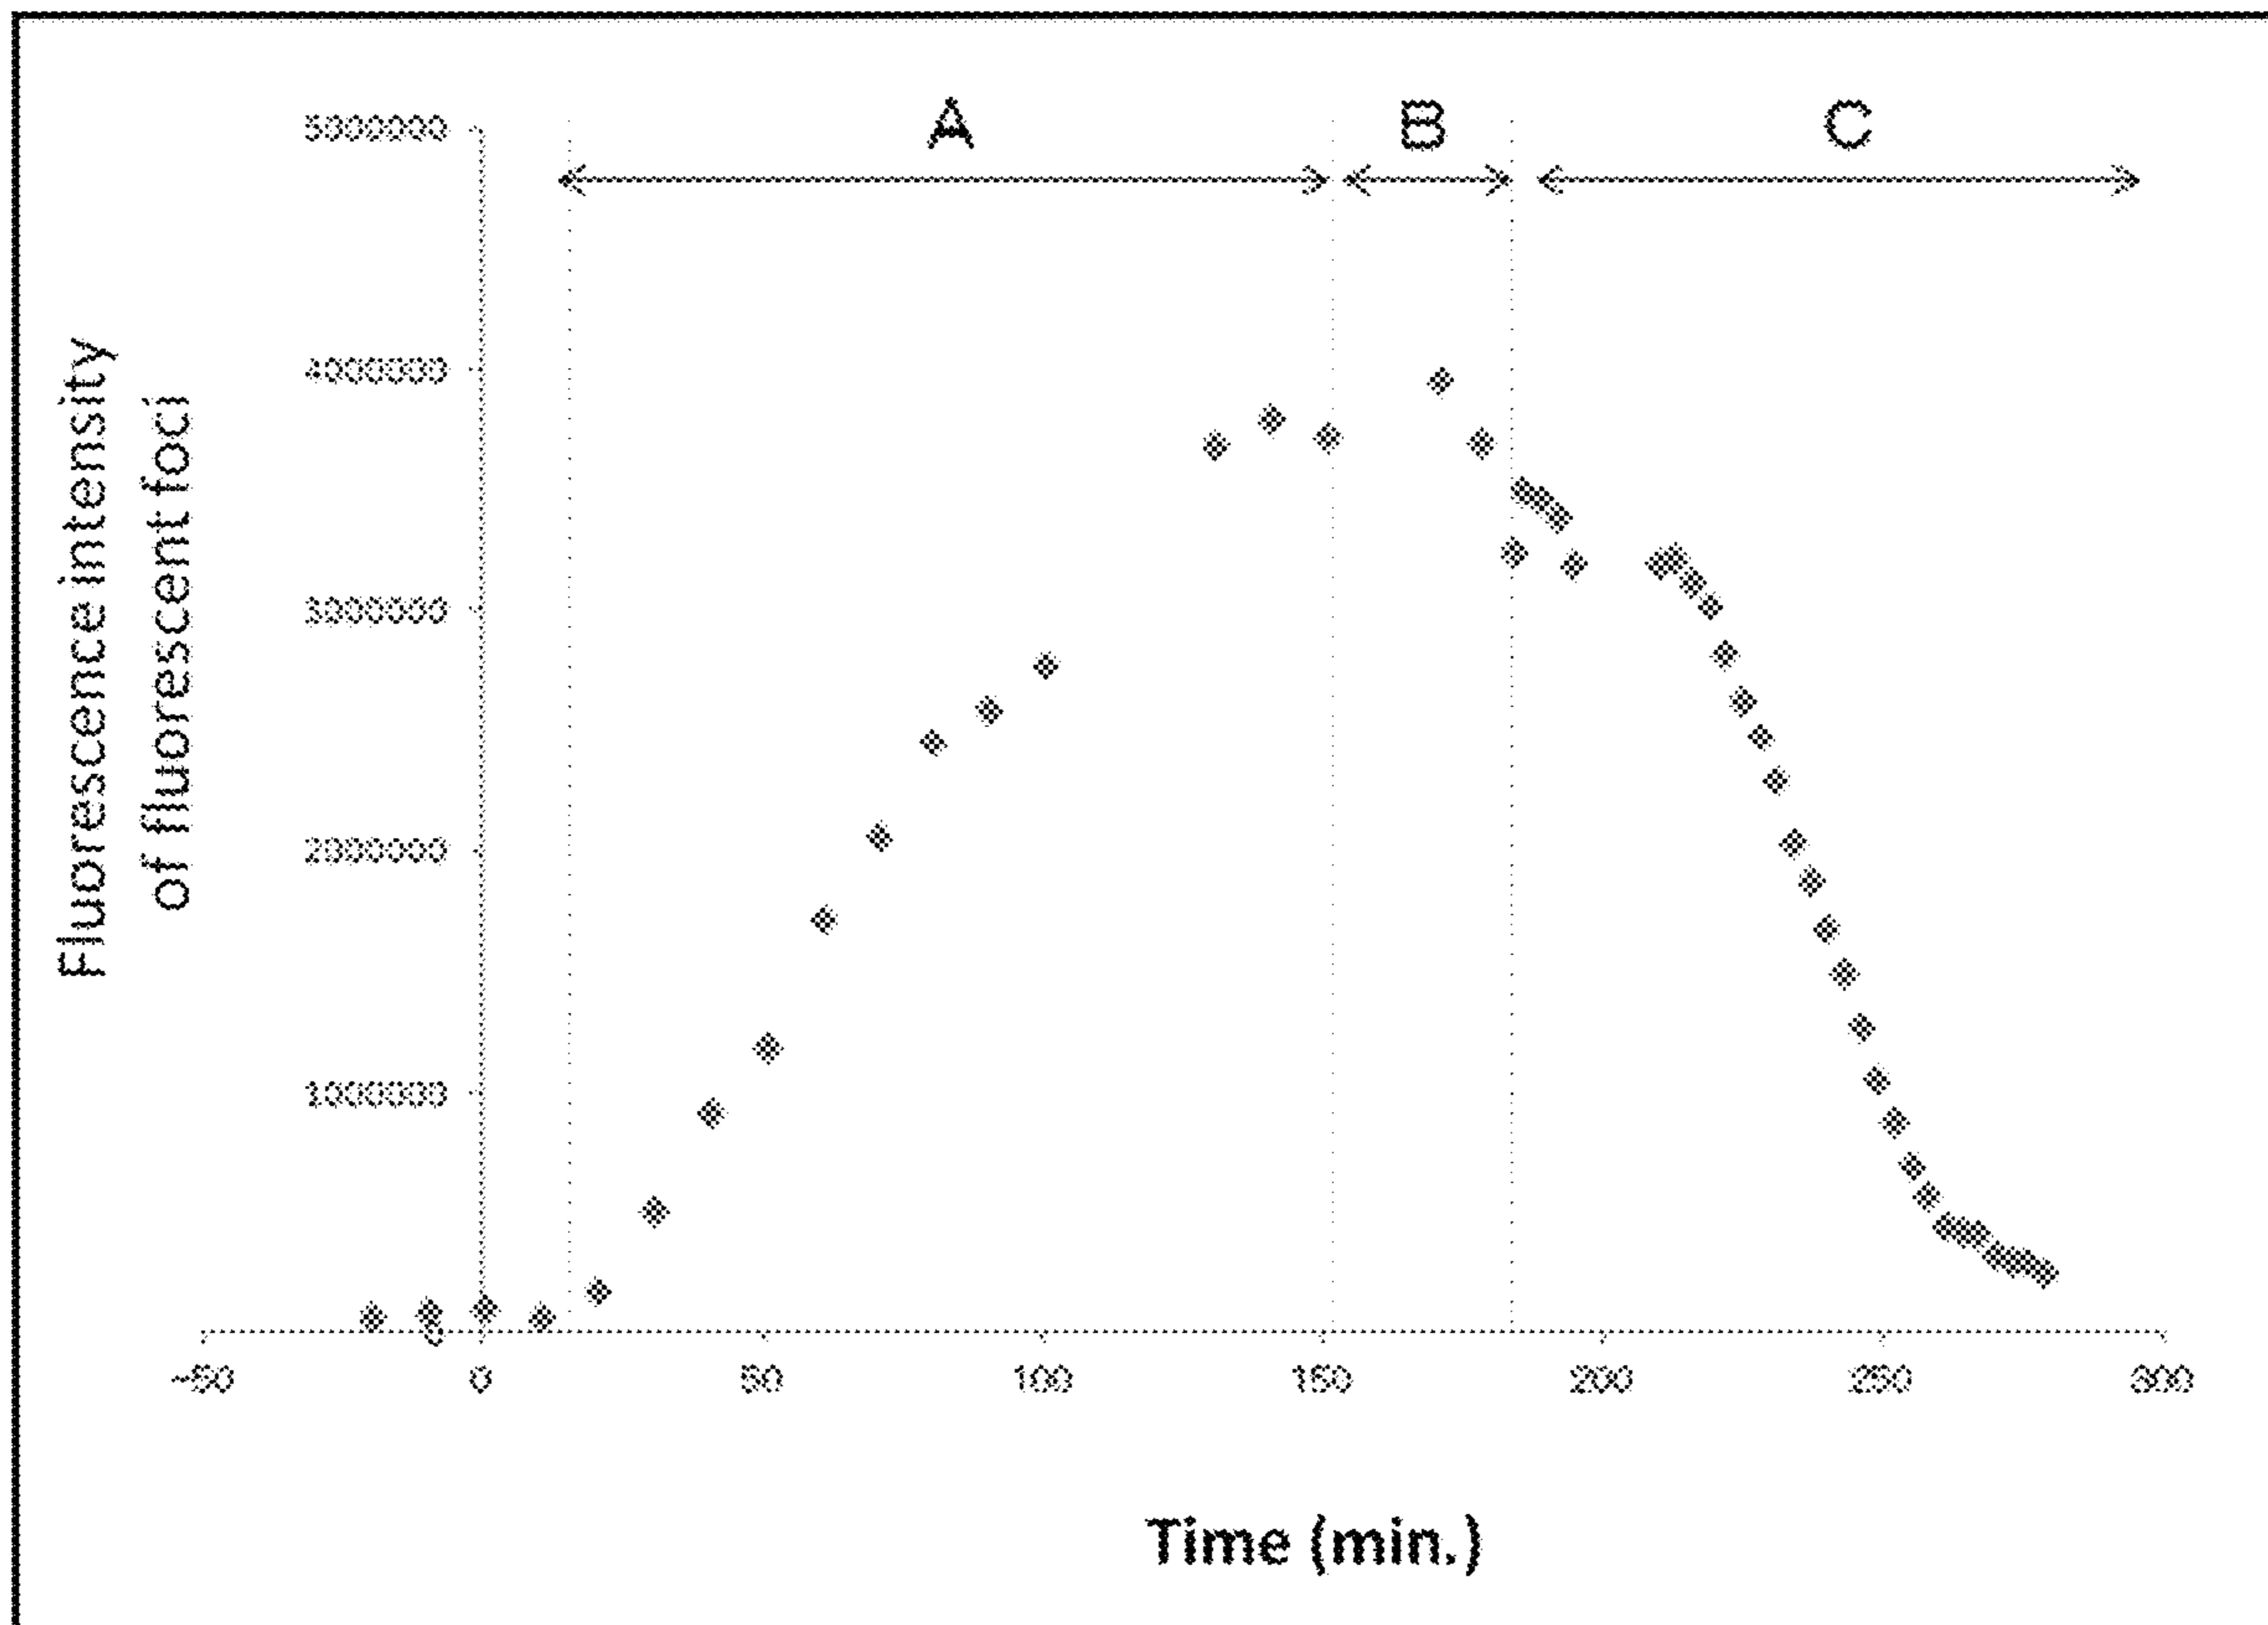 A B C
5000000
4000000
3000000
2000000
1000000
0
Fluorescence intensity
of fluorescent foci
-50 0 50 100 150 200 250 300
Time (min.)